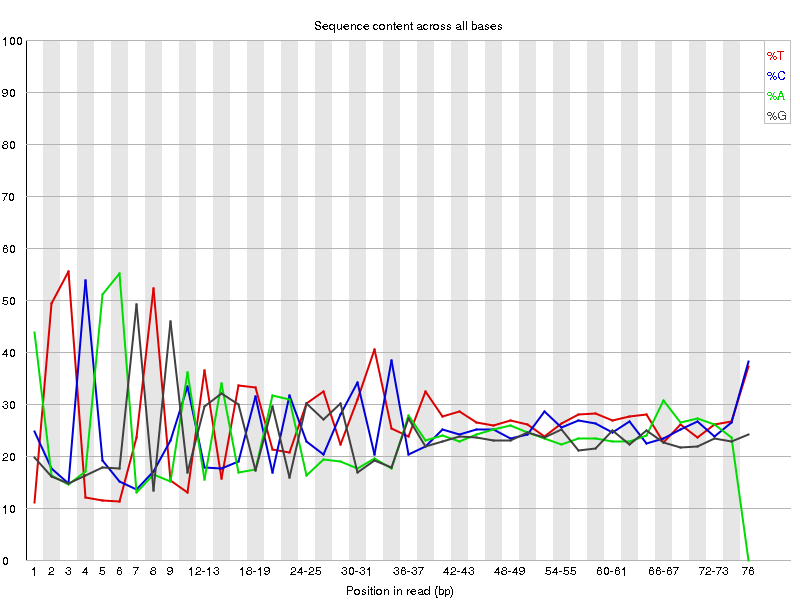 Sequence content across all bases
100
90
80
70
60
50
40
30
20
10
0
%T
%C
%A
%G
1 2 3 4 5 6 7 8 9 12-13 18-19 24-25 30-31 36-37 42-43 48-49 54-55 60-61 66-67 72-73 76
Position in read (bp)